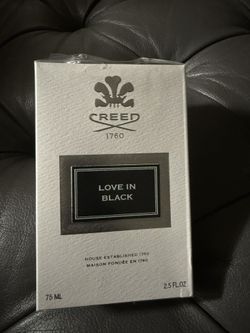 CREED
1760
LOVE IN
BLACK
HOUSE ESTABLISHED 1760
MAISON FONDÉE EN 1760
75 ML
2.5 FL.OZ